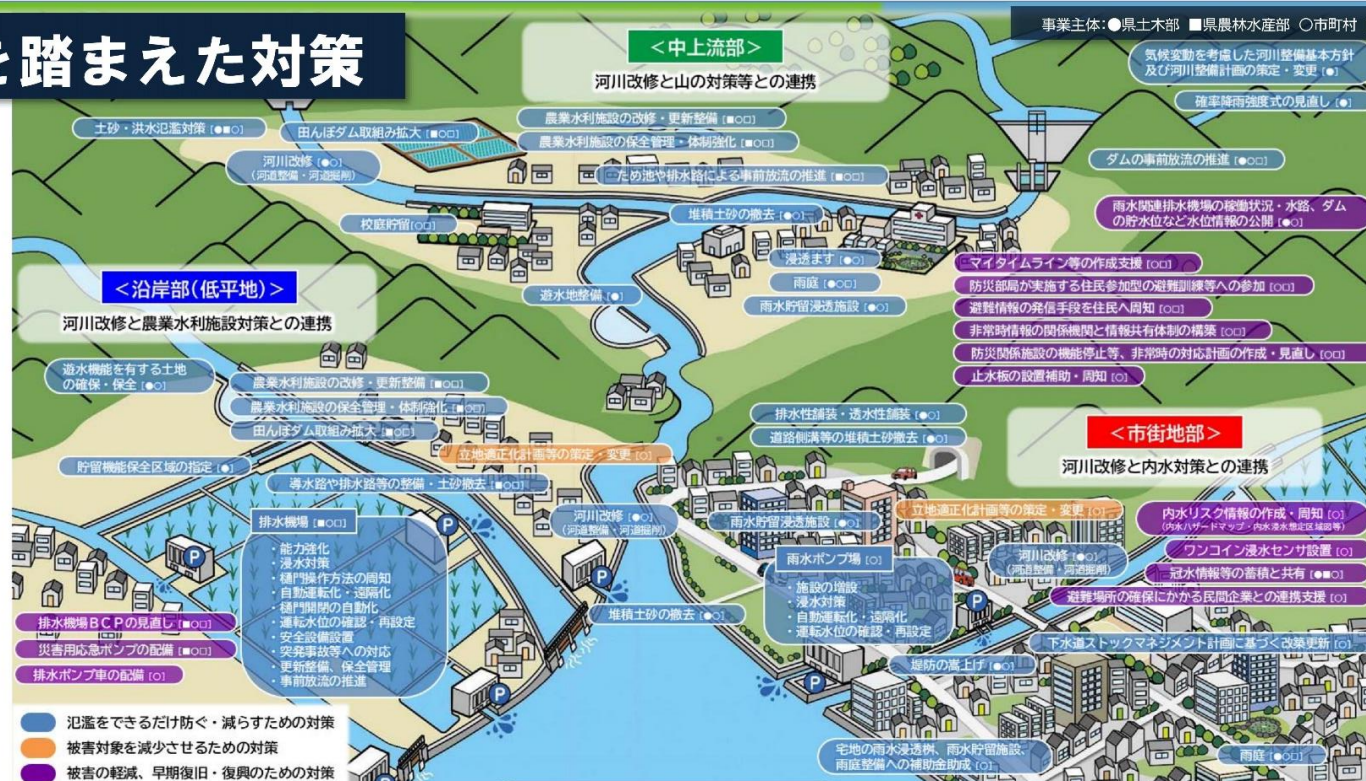 を踏まえた対策
事業主体:●県土木部 ■県農林水産部 〇市町村
<中上流部>
河川改修と山の対策等との連携
気候変動を考慮した河川整備基本方針
及び河川整備計画の策定・変更 [●]
確率降雨強度式の見直し [●]
土砂・洪水氾濫対策 [●■〇]
田んぼダム取組み拡大 [■〇□]
農業水利施設の改修・更新整備 [■〇□]
農業水利施設の保全管理・体制強化 [■〇□]
河川改修 [●〇]
(河道整備・河道掘削)
ため池や排水路による事前放流の推進 [■〇□]
ダムの事前放流の推進 [●〇□]
校庭貯留 [〇□]
堆積土砂の撤去 [●〇]
雨水関連排水機場の稼働状況・水路、ダム
の貯水位など水位情報の公開 [●〇]
浸透ます [●〇]
雨庭 [●〇□]
雨水貯留浸透施設 [●〇]
遊水地整備 [●]
マイタイムライン等の作成支援 [〇□]
防災部局が実施する住民参加型の避難訓練等への参加 [〇□]
避難情報の発信手段を住民へ周知 [〇□]
非常時情報の関係機関と情報共有体制の構築 [〇□]
防災関係施設の機能停止等、非常時の対応計画の作成・見直し [〇□]
止水板の設置補助・周知 [〇]
<沿岸部(低平地)>
河川改修と農業水利施設対策との連携
遊水機能を有する土地
の確保・保全 [●〇]
農業水利施設の改修・更新整備 [■〇□]
農業水利施設の保全管理・体制強化 [■〇□]
田んぼダム取組み拡大 [■〇□]
立地適正化計画等の策定・変更 [〇]
貯留機能保全区域の指定 [●]
導水路や排水路等の整備・土砂撤去 [■〇□]
排水機場 [■〇□]
・能力強化
・浸水対策
・樋門操作方法の周知
・自動運転化・遠隔化
・樋門開閉の自動化
・運転水位の確認・再設定
・安全設備設置
・突発事故等への対応
・更新整備、保全管理
・事前放流の推進
P
P
P
P
河川改修 [●〇]
(河道整備・河道掘削)
堆積土砂の撤去 [●〇]
排水機場BCPの見直し [■〇□]
災害用応急ポンプの配備 [■〇□]
排水ポンプ車の配備 [〇]
<市街地部>
河川改修と内水対策との連携
排水性舗装・透水性舗装 [●〇]
道路側溝等の堆積土砂撤去 [●〇]
雨水貯留浸透施設 [●〇]
立地適正化計画等の策定・変更 [〇]
雨水ポンプ場 [〇]
・施設の増設
・浸水対策
・自動運転化・遠隔化
・運転水位の確認・再設定
河川改修 [●〇]
(河道整備・河道掘削)
内水リスク情報の作成・周知 [〇]
(内水ハザードマップ・内水浸水想定区域図等)
ワンコイン浸水センサ設置 [〇]
冠水情報等の蓄積と共有 [●■〇]
避難場所の確保にかかる民間企業との連携支援 [〇]
P
P
下水道ストックマネジメント計画に基づく改築更新 [〇]
堤防の嵩上げ [●〇]
宅地の雨水浸透桝、雨水貯留施設、
雨庭整備への補助金助成 [〇]
雨庭 [●〇□]
氾濫をできるだけ防ぐ・減らすための対策
被害対象を減少させるための対策
被害の軽減、早期復旧・復興のための対策